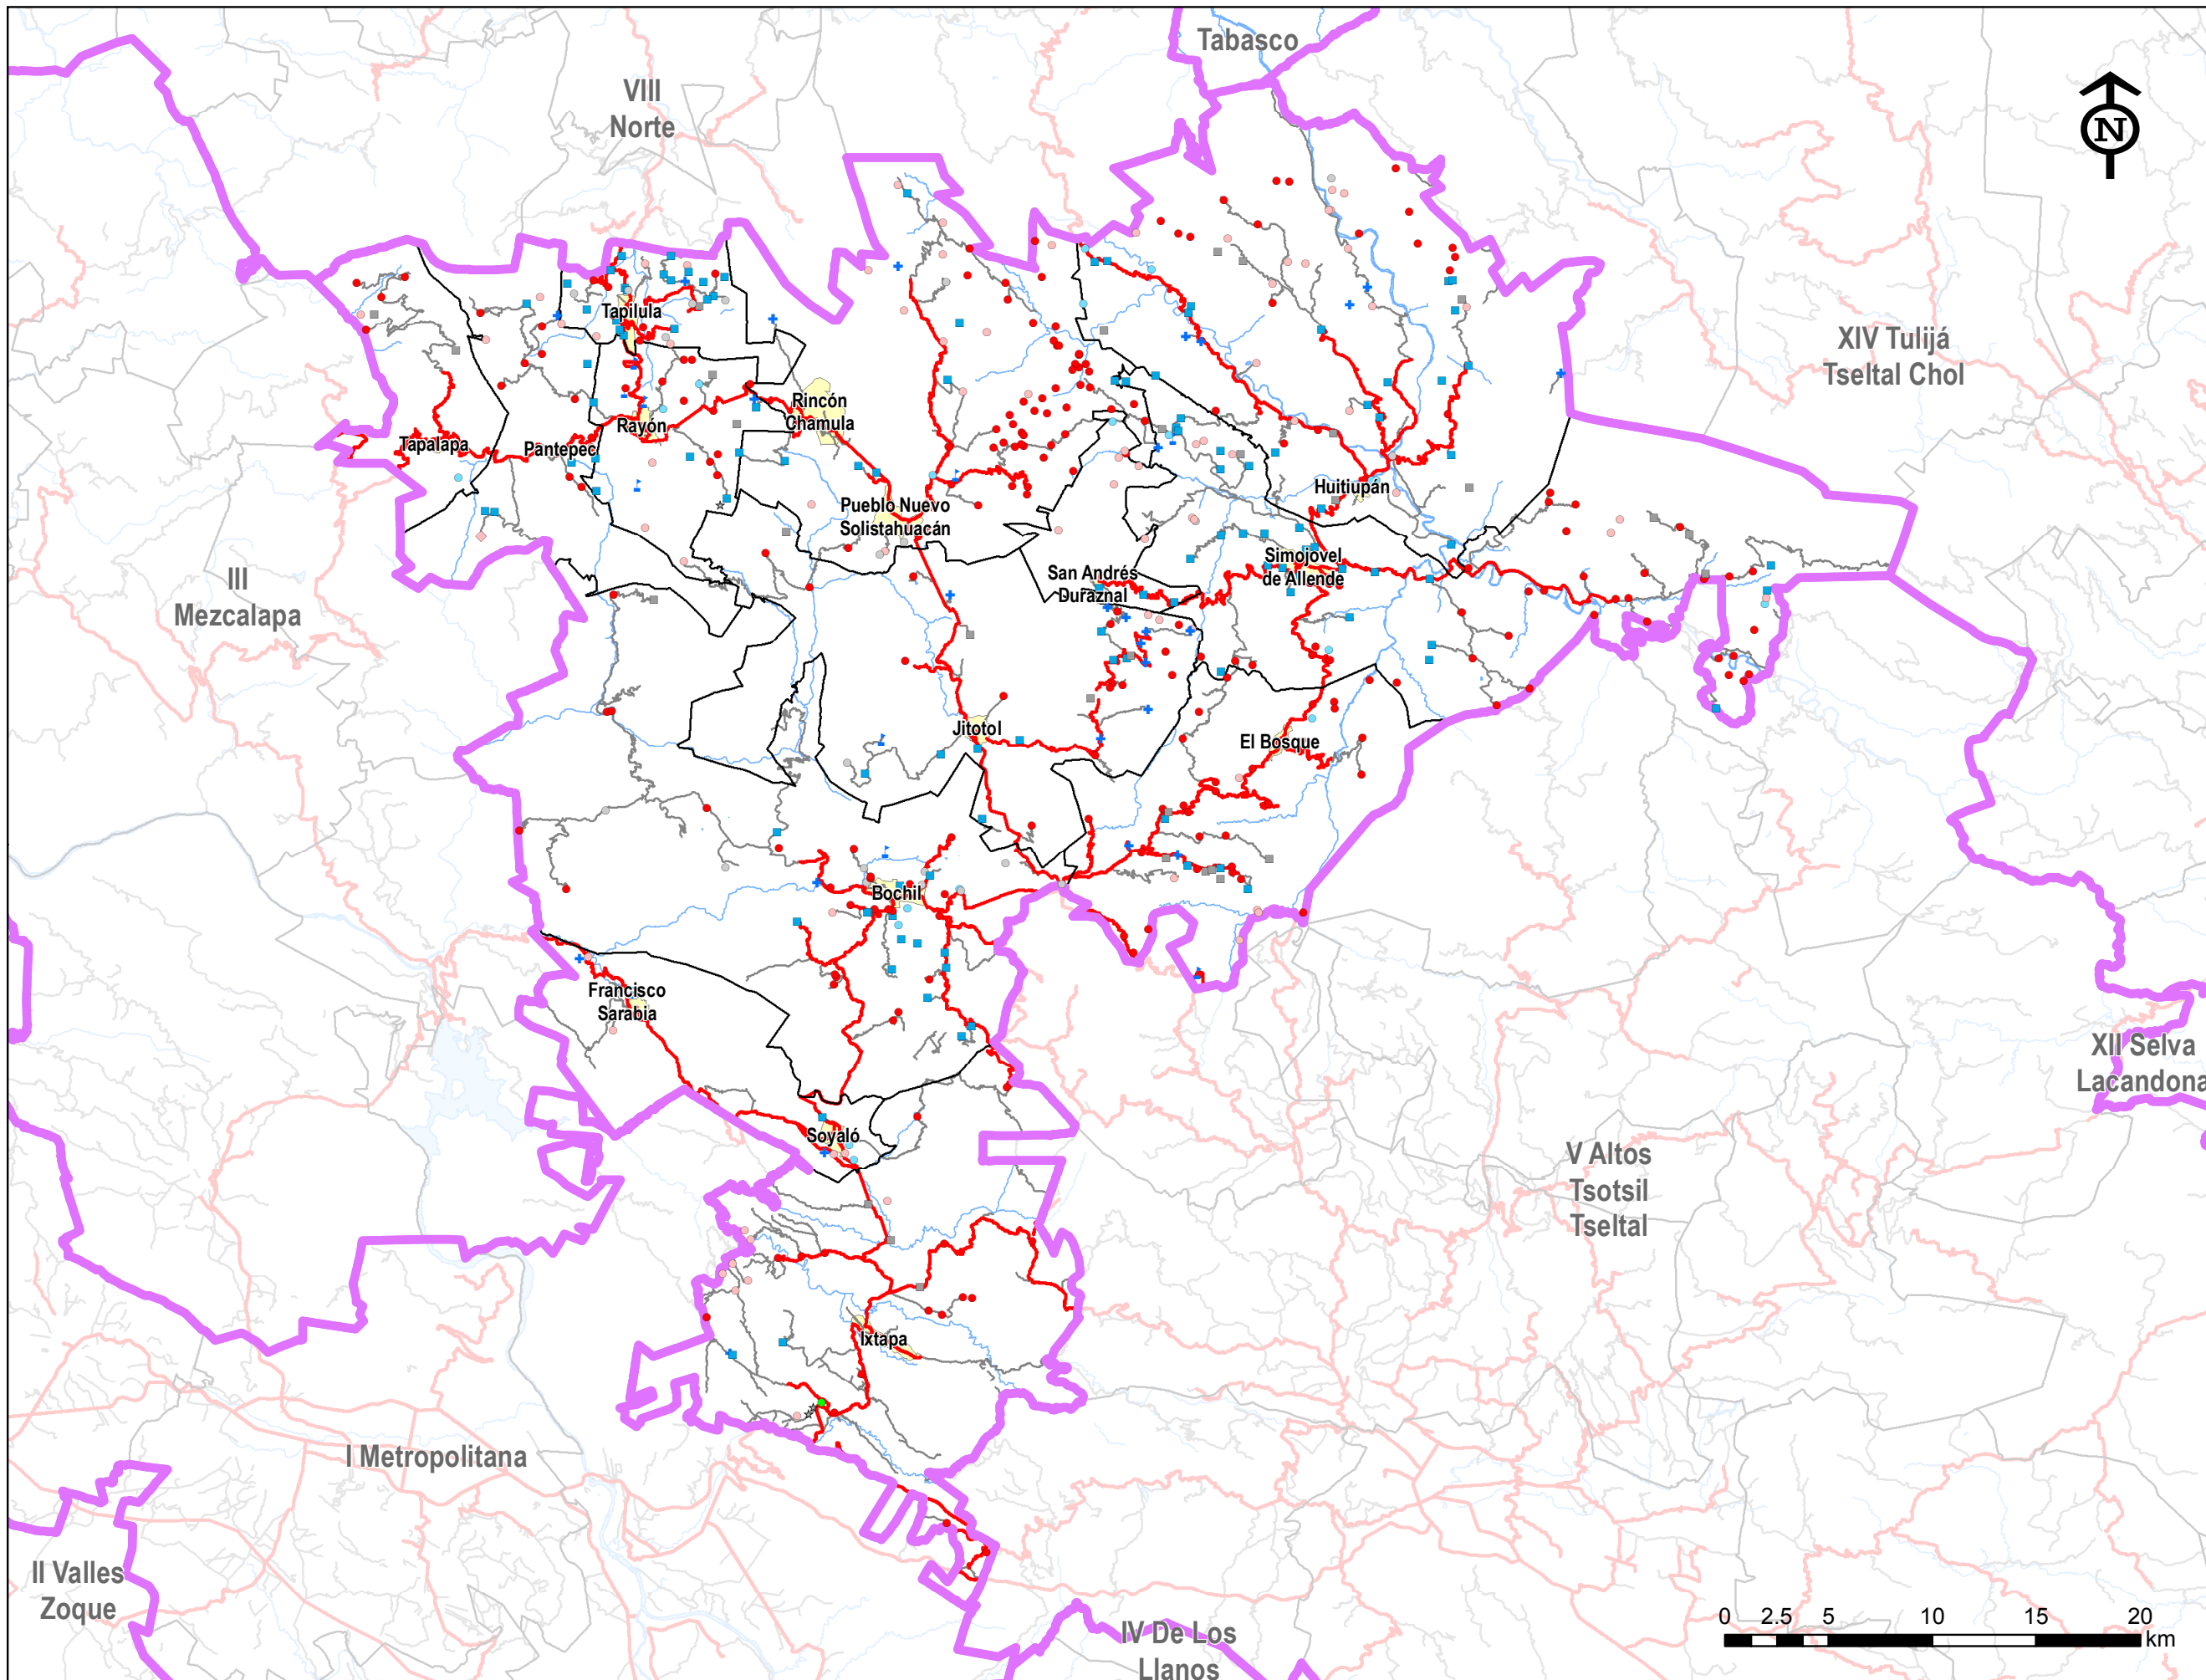 Tabasco
VIII
Norte
N
XIV Tulijá
Tseltal Chol
Tapilula
Rincón
Chamula
Rayón
Tapalapa
Pantepec
Huitiupán
Pueblo Nuevo
Solistahuacán
Simojovel
de Allende
San Andrés
Duraznal
III
Mezcalapa
Jitotol
El Bosque
Bochil
Francisco
Sarabia
XII Selva
Lacandona
Soyaló
V Altos
Tsotsil
Tseltal
Ixtapa
I Metropolitana
II Valles
Zoque
IV De Los
Llanos
0 2.5 5 10 15 20
km